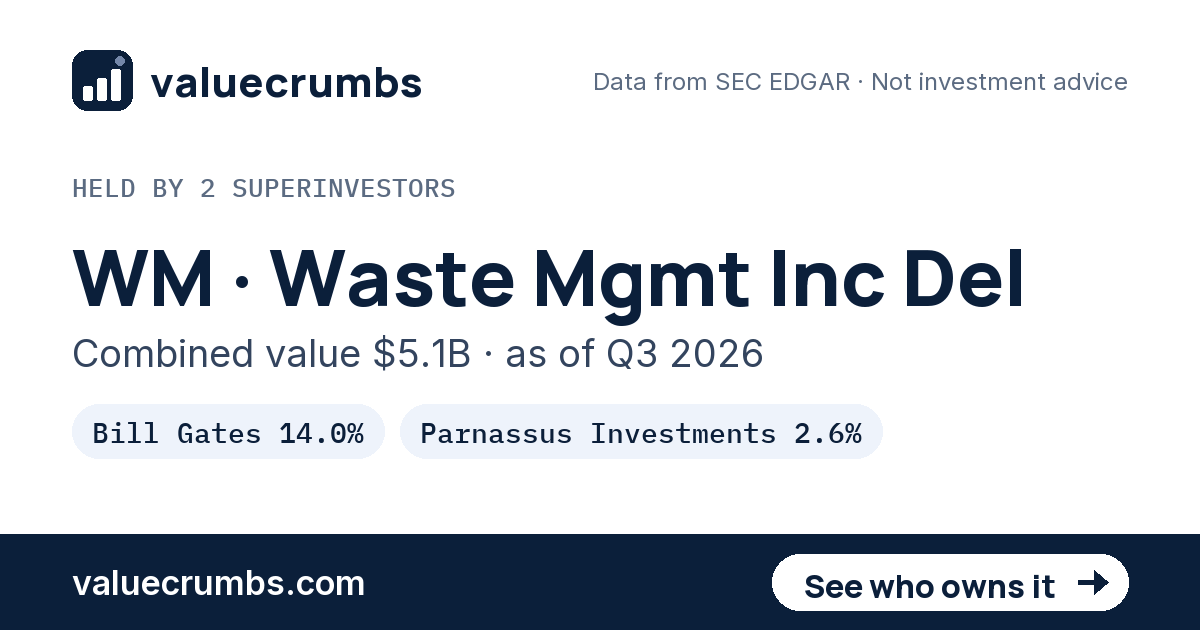 valuecrumbs
Data from SEC EDGAR · Not investment advice
HELD BY 2 SUPERINVESTORS
WM · Waste Mgmt Inc Del
Combined value $5.1B · as of Q3 2026
Bill Gates 14.0%
Parnassus Investments 2.6%
valuecrumbs.com
See who owns it →